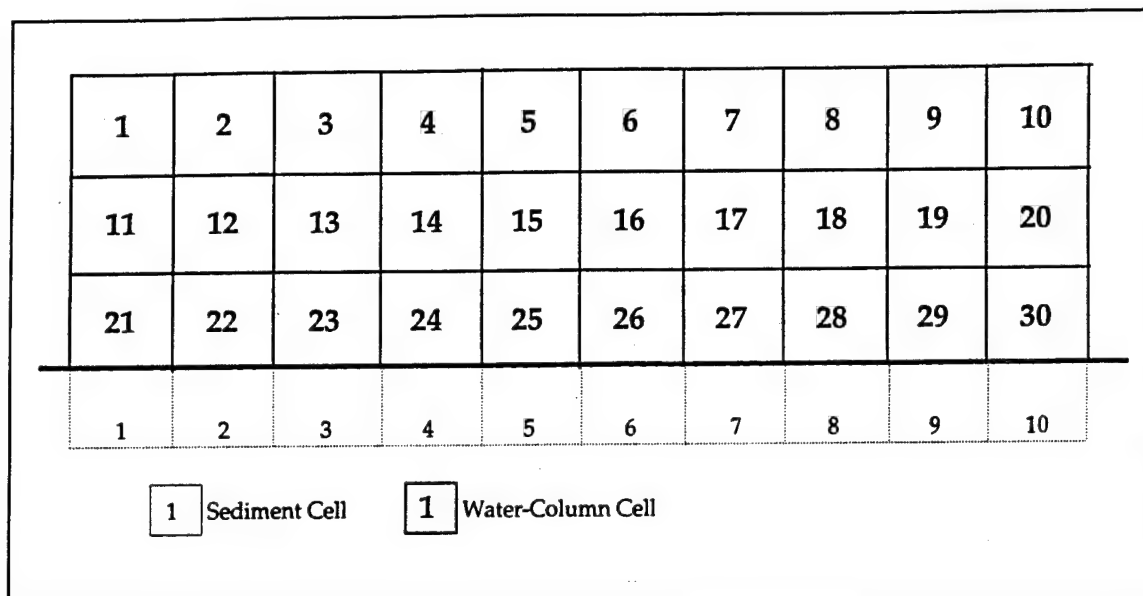 1 2 3 4 5 6 7 8 9 10
11 12 13 14 15 16 17 18 19 20
21 22 23 24 25 26 27 28 29 30
1 2 3 4 5 6 7 8 9 10
1 Sediment Cell 1 Water-Column Cell